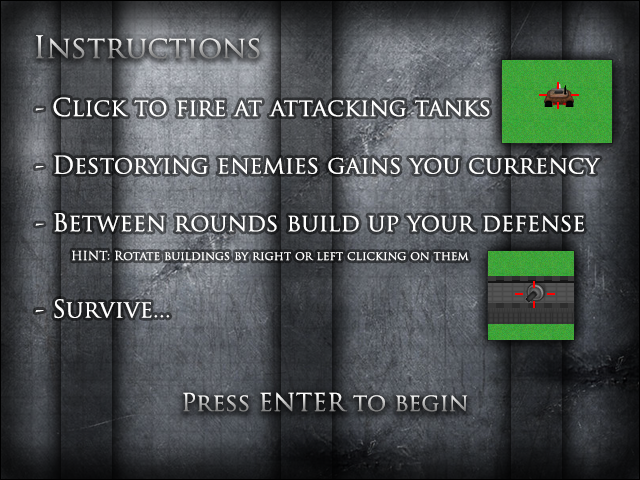 Instructions
- Click to fire at attacking tanks
- Destorying enemies gains you currency
- Between rounds build up your defense
HINT: Rotate buildings by right or left clicking on them
- Survive...
Press ENTER to begin